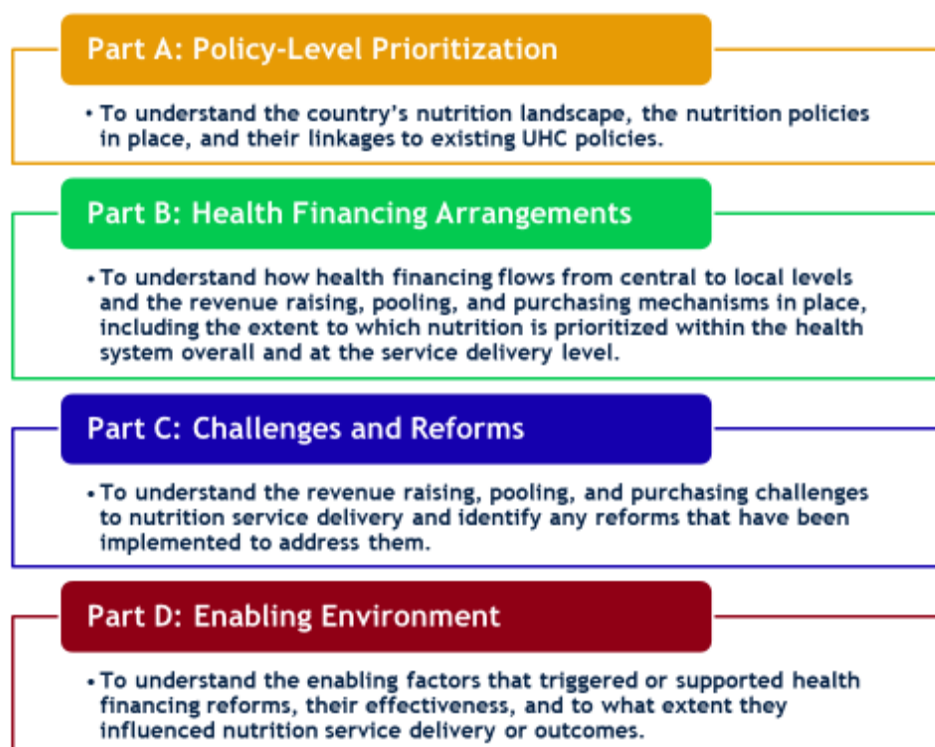 Part A: Policy-Level Prioritization
• To understand the country's nutrition landscape, the nutrition policies
in place, and their linkages to existing UHC policies.
Part B: Health Financing Arrangements
• To understand how health financing flows from central to local levels
and the revenue raising, pooling, and purchasing mechanisms in place,
including the extent to which nutrition is prioritized within the health
system overall and at the service delivery level.
Part C: Challenges and Reforms
• To understand the revenue raising, pooling, and purchasing challenges
to nutrition service delivery and identify any reforms that have been
implemented to address them.
Part D: Enabling Environment
• To understand the enabling factors that triggered or supported health
financing reforms, their effectiveness, and to what extent they
influenced nutrition service delivery or outcomes.